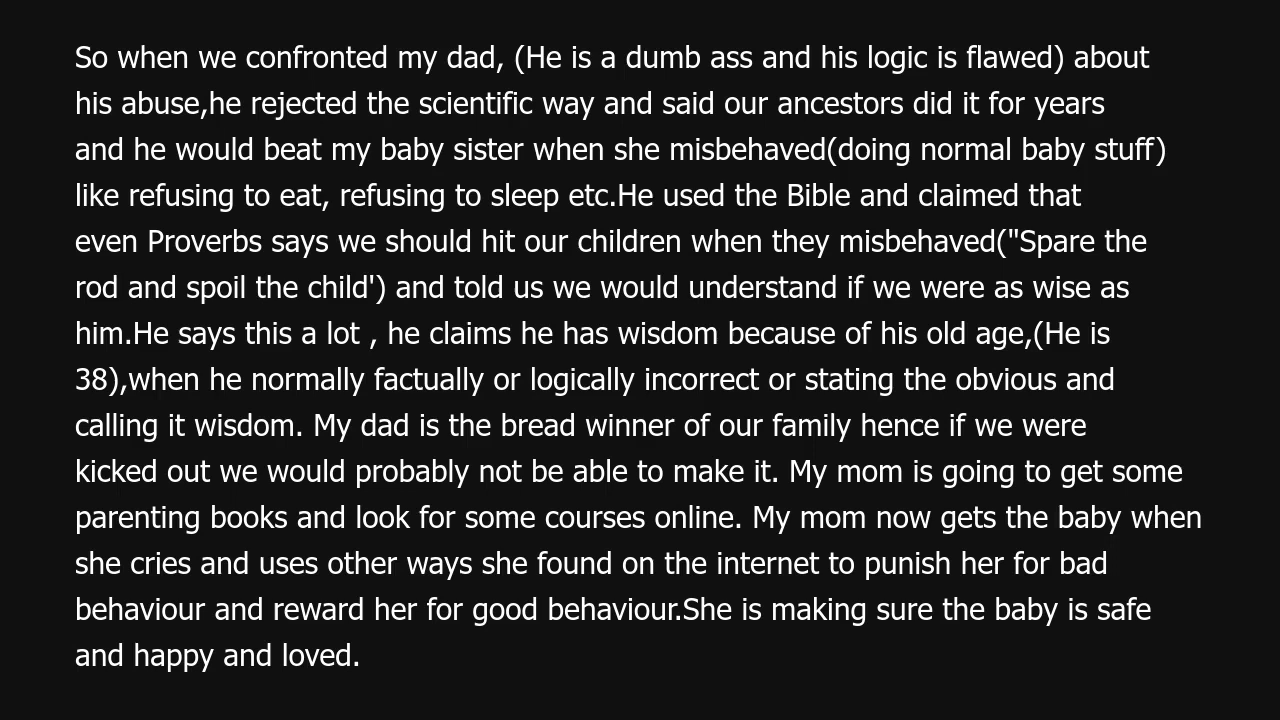 So when we confronted my dad, (He is a dumb ass and his logic is flawed) about
his abuse,he rejected the scientific way and said our ancestors did it for years
and he would beat my baby sister when she misbehaved(doing normal baby stuff)
like refusing to eat, refusing to sleep etc.He used the Bible and claimed that
even Proverbs says we should hit our children when they misbehaved("Spare the
rod and spoil the child') and told us we would understand if we were as wise as
him.He says this a lot , he claims he has wisdom because of his old age,(He is
38),when he normally factually or logically incorrect or stating the obvious and
calling it wisdom. My dad is the bread winner of our family hence if we were
kicked out we would probably not be able to make it. My mom is going to get some
parenting books and look for some courses online. My mom now gets the baby when
she cries and uses other ways she found on the internet to punish her for bad
behaviour and reward her for good behaviour.She is making sure the baby is safe
and happy and loved.